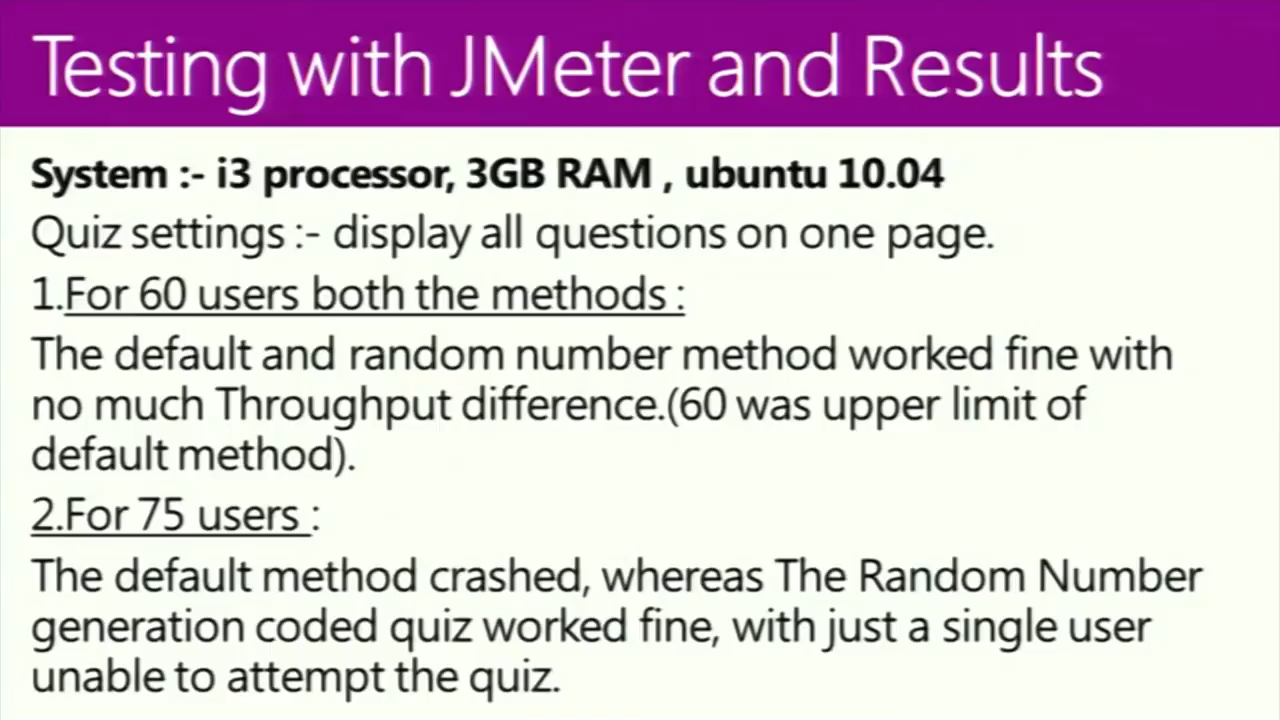 Testing with JMeter and Results
System :- i3 processor, 3GB RAM , ubuntu 10.04
Quiz settings :- display all questions on one page.
1.For 60 users both the methods :
The default and random number method worked fine with
no much Throughput difference.(60 was upper limit of
default method).
2.For 75 users :
The default method crashed, whereas The Random Number
generation coded quiz worked fine, with just a single user
unable to attempt the quiz.